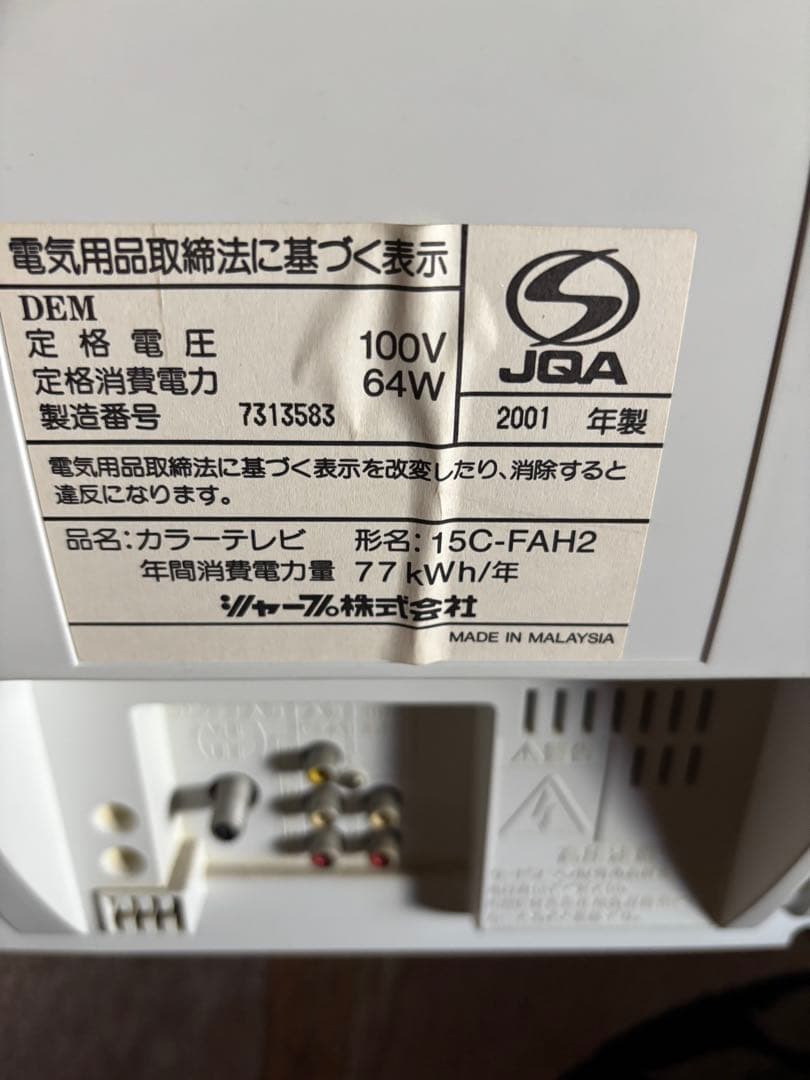 電気用品取締法に基づく表示
DEM
定格電圧 100V
定格消費電力 64W
製造番号 7313583
JQA
2001 年製
電気用品取締法に基づく表示を改変したり、消除すると
違反になります。
品名:カラーテレビ 形名:15C-FAH2
年間消費電力量 77kWh/年
シャープ株式会社
MADE IN MALAYSIA